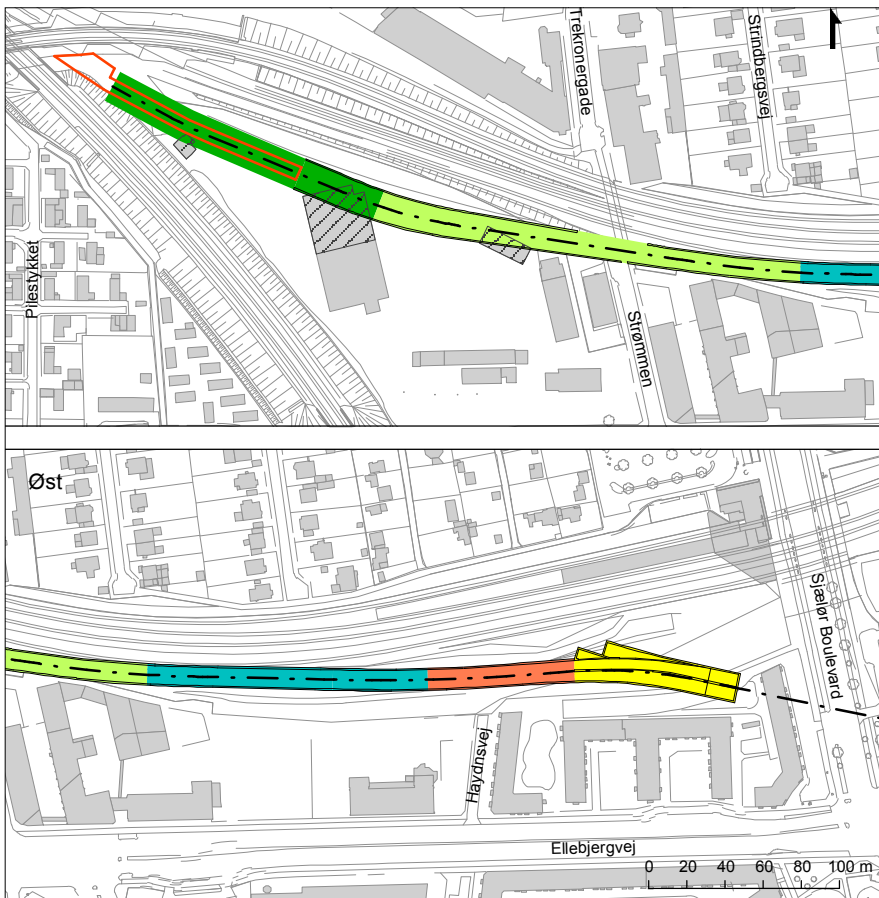 Trekronergade
Strindbergsvej
Pilestykket
Strømmen
Øst
Sjælør Boulevard
Haydnsvej
Ellebjergvej
0 20 40 60 80 100 m